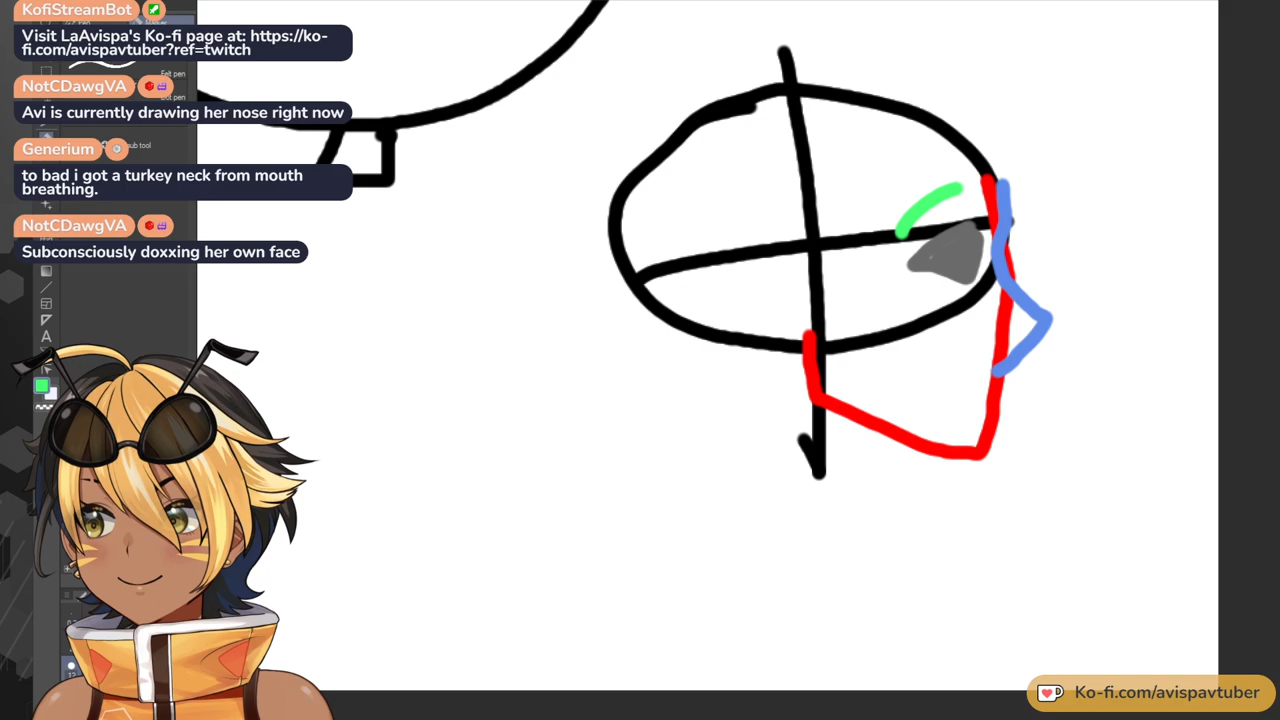 KofiStreamBot
Visit LaAvispa's Ko-fi page at: https://ko-
fi.com/avispavtuber?ref=twitch
Felt pen
NotCDawgVA
Avi is currently drawing her nose right now
Generium
to bad i got a turkey neck from mouth
breathing.
NotCDawgVA
Subconsciously doxxing her own face
Ko-fi.com/avispavtuber